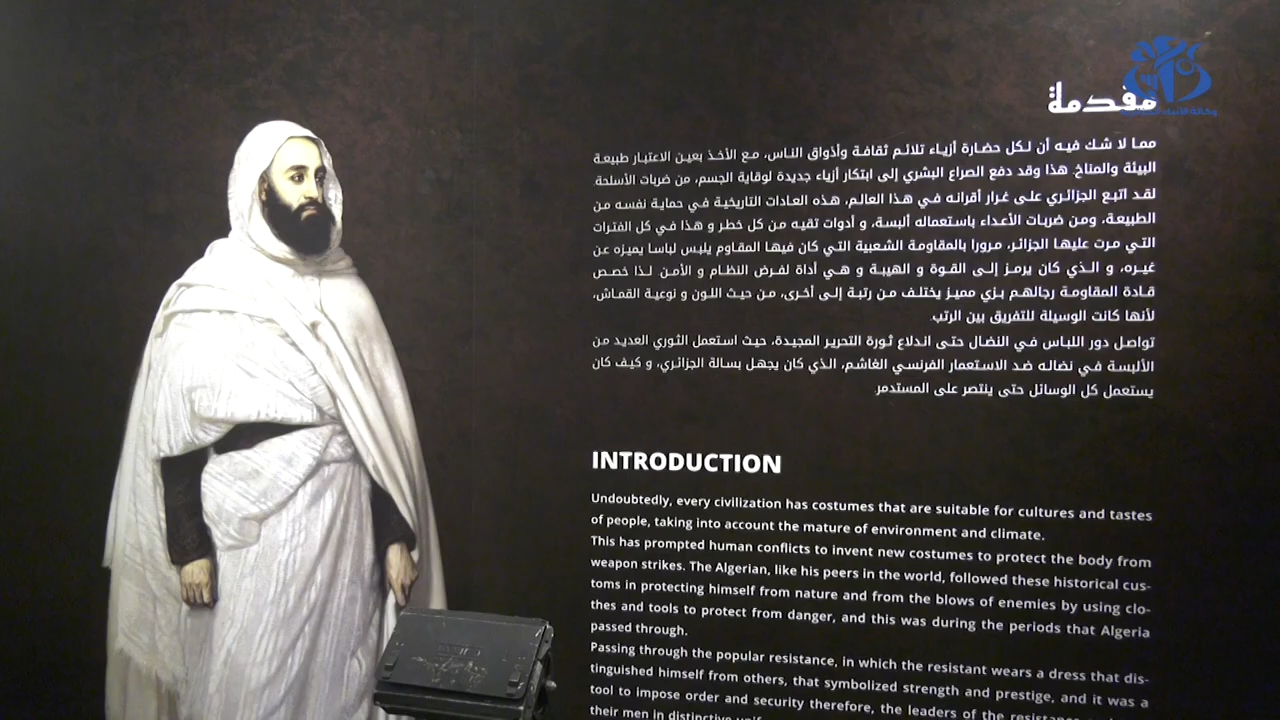 وكالة الأنباء
مقدمة
مما لا شك فيه أن لكل حضارة أزياء تلائم ثقافة وأذواق الناس، مع الأخذ بعين الاعتبار طبيعة
البيئة والمناخ. هذا وقد دفع الصراع البشري إلى ابتكار أزياء جديدة لوقاية الجسم، من ضربات الأسلحة.
لقد اتبع الجزائري على غرار أقرانه في هذا العالم، هذه العادات التاريخية في حماية نفسه من
الطبيعة، ومن ضربات الأعداء باستعماله ألبسة، و أدوات تقيه من كل خطر و هذا في كل الفترات
التي مرت عليها الجزائر، مرورا بالمقاومة الشعبية التي كان فيها المقاوم يلبس لباسا يميزه عن
غيره، و الذي كان يرمز إلى القوة و الهيبة و هي أداة لفرض النظام و الأمن. لذا خصص
قادة المقاومة رجالهم بزي مميز يختلف من رتبة إلى أخرى، من حيث اللون و نوعية القماش،
لأنها كانت الوسيلة للتفريق بين الرتب.
تواصل دور اللباس في النضال حتى اندلاع ثورة التحرير المجيدة، حيث استعمل الثوري العديد من
الألبسة في نضاله ضد الاستعمار الفرنسي الغاشم، الذي كان يجهل بسالة الجزائري، و كيف كان
يستعمل كل الوسائل حتى ينتصر على المستدمر.
INTRODUCTION
Undoubtedly, every civilization has costumes that are suitable for cultures and tastes
of people, taking into account the mature of environment and climate.
This has prompted human conflicts to invent new costumes to protect the body from
weapon strikes. The Algerian, like his peers in the world, followed these historical cus-
toms in protecting himself from nature and from the blows of enemies by using clo-
thes and tools to protect from danger, and this was during the periods that Algeria
passed through.
Passing through the popular resistance, in which the resistant wears a dress that dis-
tinguished himself from others, that symbolized strength and prestige, and it was a
tool to impose order and security therefore, the leaders of the
their men in distinctive